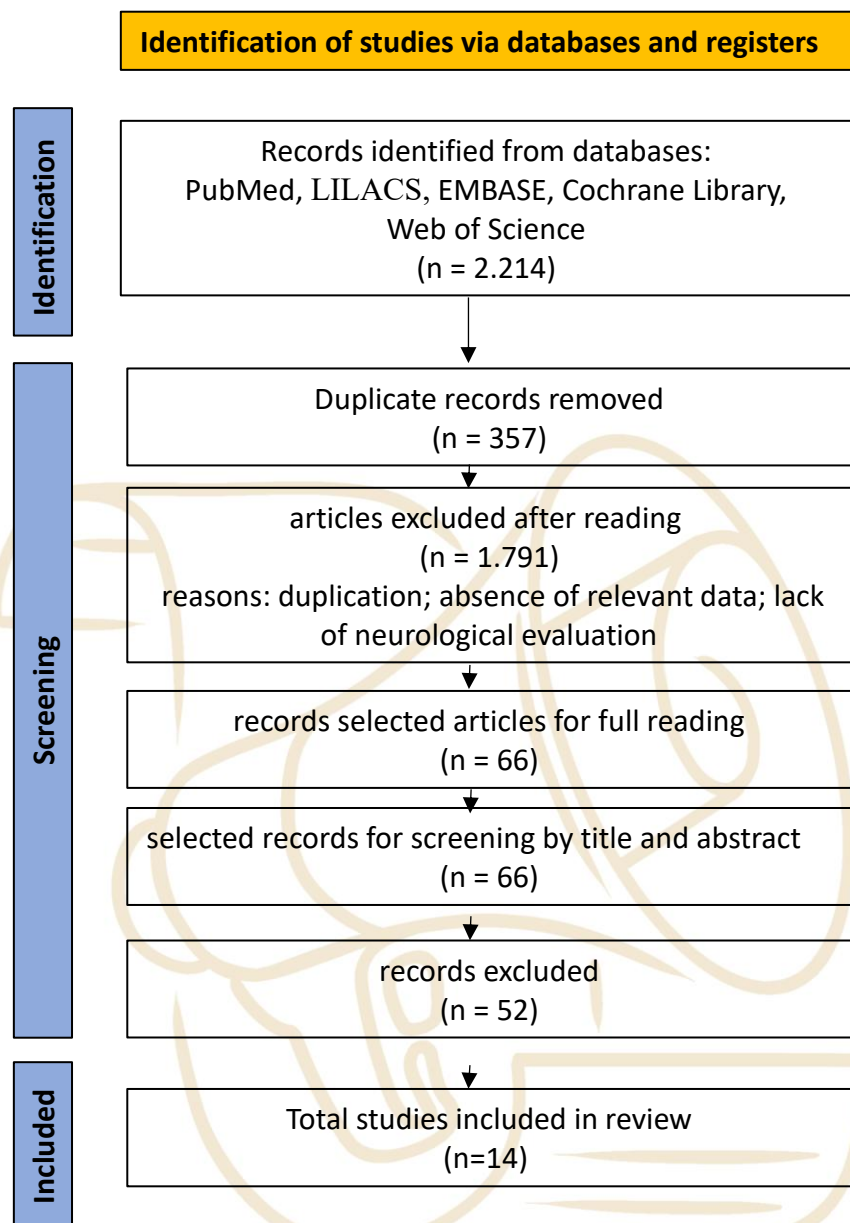 Identification of studies via databases and registers
Identification
Records identified from databases:
PubMed, LILACS, EMBASE, Cochrane Library,
Web of Science
(n = 2.214)
Screening
Duplicate records removed
(n = 357)
articles excluded after reading
(n = 1.791)
reasons: duplication; absence of relevant data; lack
of neurological evaluation
records selected articles for full reading
(n = 66)
selected records for screening by title and abstract
(n = 66)
records excluded
(n = 52)
Included
Total studies included in review
(n=14)